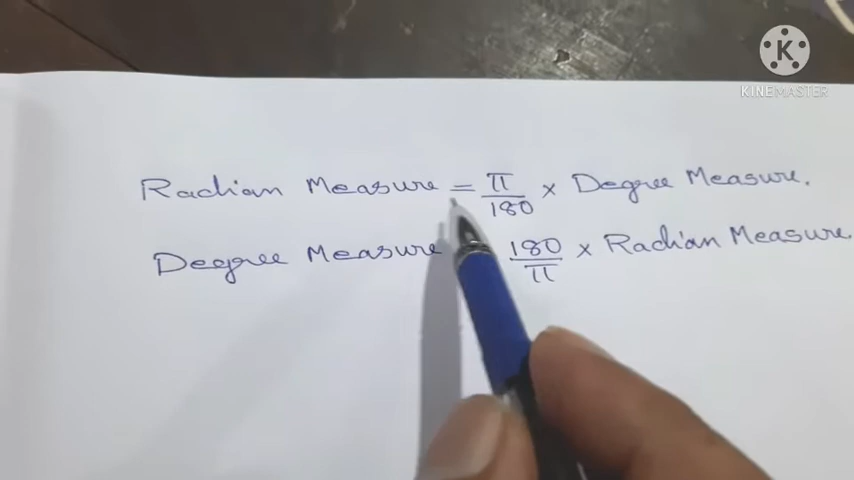 K
KINEMASTER
Radian Measure = π/180 × Degree Measure.
Degree Measure 180/π × Radian Measure.